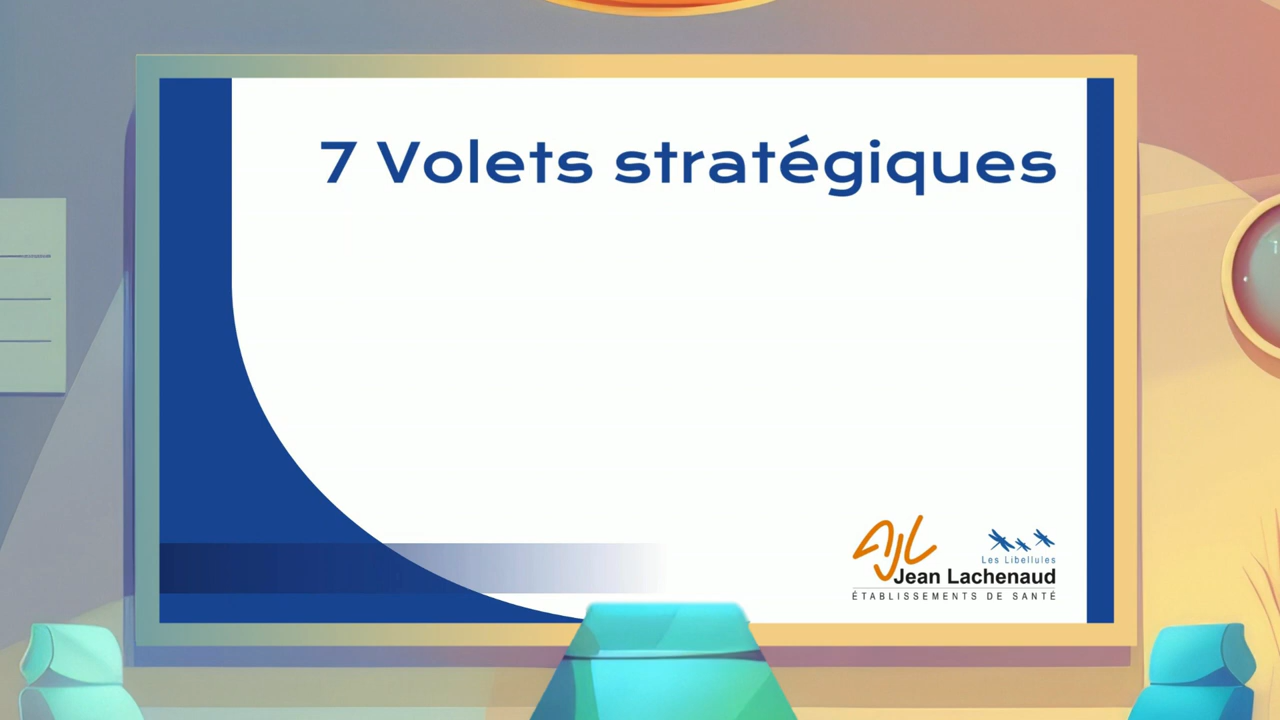 7 Volets stratégiques
AJL
Les Libellules
Jean Lachenaud
ÉTABLISSEMENTS DE SANTÉ